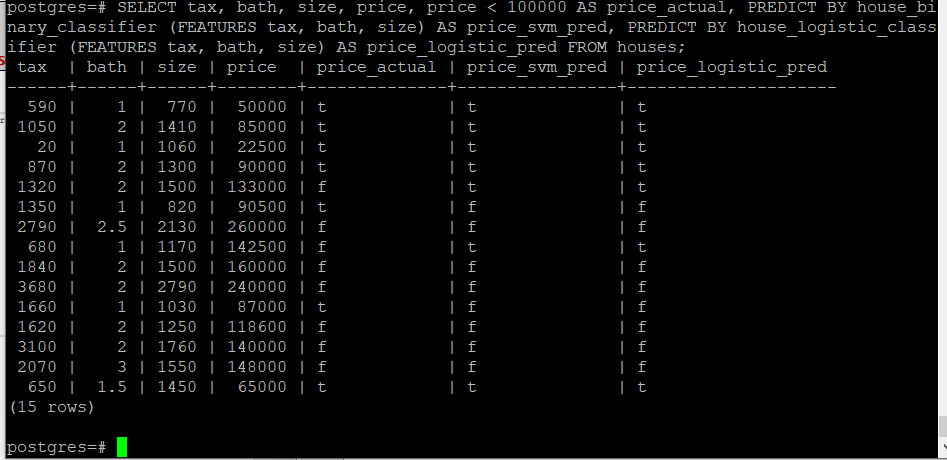 postgres=# SELECT tax, bath, size, price, price < 100000 AS price_actual, PREDICT BY house_bi
nary_classifier (FEATURES tax, bath, size) AS price_svm_pred, PREDICT BY house_logistic_class
ifier (FEATURES tax, bath, size) AS price_logistic_pred FROM houses;
 tax  | bath | size | price  | price_actual | price_svm_pred | price_logistic_pred
------+------+------+--------+--------------+----------------+---------------------
  590 |    1 |  770 |  50000 | t            | t              | t
 1050 |    2 | 1410 |  85000 | t            | t              | t
   20 |    1 | 1060 |  22500 | t            | t              | t
  870 |    2 | 1300 |  90000 | t            | t              | t
 1320 |    2 | 1500 | 133000 | f            | t              | t
 1350 |    1 |  820 |  90500 | t            | f              | f
 2790 |  2.5 | 2130 | 260000 | f            | f              | f
  680 |    1 | 1170 | 142500 | f            | t              | t
 1840 |    2 | 1500 | 160000 | f            | f              | f
 3680 |    2 | 2790 | 240000 | f            | f              | f
 1660 |    1 | 1030 |  87000 | t            | f              | f
 1620 |    2 | 1250 | 118600 | f            | f              | f
 3100 |    2 | 1760 | 140000 | f            | f              | f
 2070 |    3 | 1550 | 148000 | f            | f              | f
  650 |  1.5 | 1450 |  65000 | t            | t              | t
(15 rows)
postgres=#